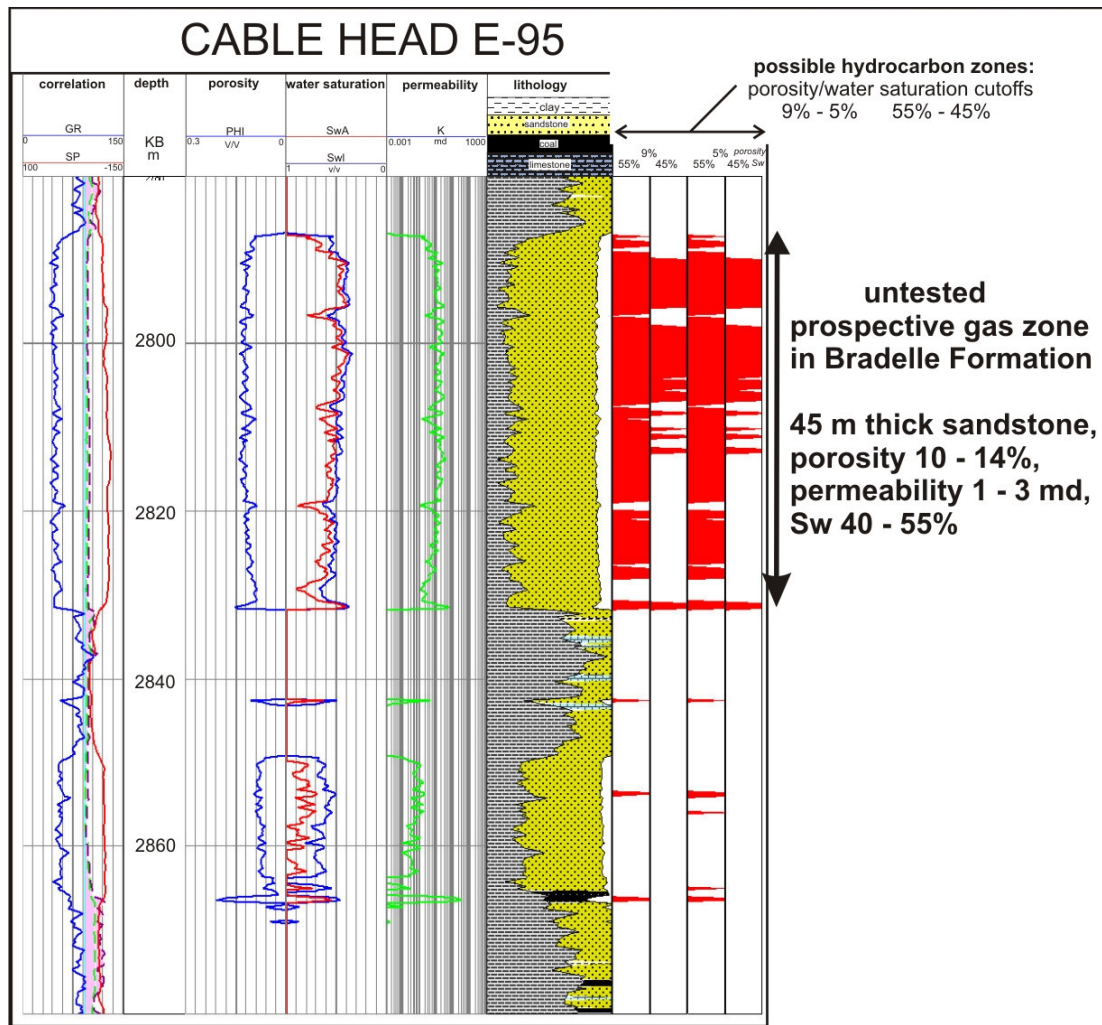 CABLE HEAD E-95
correlation
depth
porosity
water saturation
permeability
lithology
possible hydrocarbon zones:
porosity/water saturation cutoffs
9% - 5% 55% - 45%
clay
sandstone
coal
limestone
GR
0 150
SP
100 -150
KB
m
PHI
0.3 V/V 0
SwA
SwI
1 v/v 0
K
0.001 md 1000
9%
55% 45%
5% porosity
55% 45% Sw
2800
2820
2840
2860
untested
prospective gas zone
in Bradelle Formation
45 m thick sandstone,
porosity 10 - 14%,
permeability 1 - 3 md,
Sw 40 - 55%